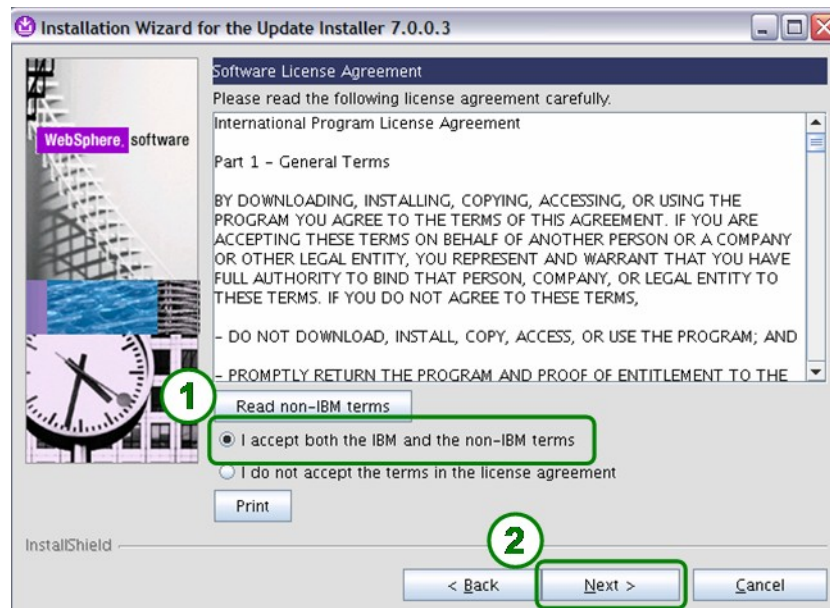 Installation Wizard for the Update Installer 7.0.0.3
WebSphere. software
Software License Agreement
Please read the following license agreement carefully.
International Program License Agreement
Part 1 - General Terms
BY DOWNLOADING, INSTALLING, COPYING, ACCESSING, OR USING THE
PROGRAM YOU AGREE TO THE TERMS OF THIS AGREEMENT. IF YOU ARE
ACCEPTING THESE TERMS ON BEHALF OF ANOTHER PERSON OR A COMPANY
OR OTHER LEGAL ENTITY, YOU REPRESENT AND WARRANT THAT YOU HAVE
FULL AUTHORITY TO BIND THAT PERSON, COMPANY, OR LEGAL ENTITY TO
THESE TERMS. IF YOU DO NOT AGREE TO THESE TERMS,
- DO NOT DOWNLOAD, INSTALL, COPY, ACCESS, OR USE THE PROGRAM; AND
- PROMPTLY RETURN THE PROGRAM AND PROOF OF ENTITLEMENT TO THE
1
Read non-IBM terms
I accept both the IBM and the non-IBM terms
I do not accept the terms in the license agreement
Print
InstallShield
2
< Back
Next >
Cancel